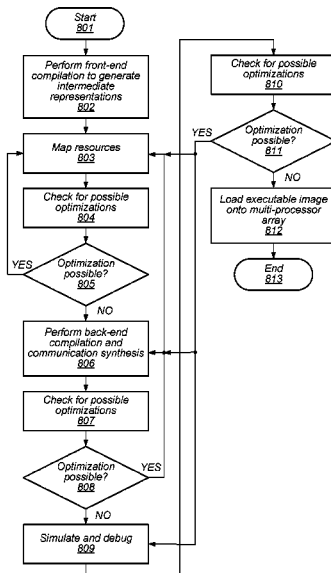 Start
801
Perform front-end
compilation to generate
intermediate
representations
802
Map resources
803
Check for possible
optimizations
804
Optimization
possible?
805
YES
NO
Perform back-end
compilation and
communication synthesis
806
Check for possible
optimizations
807
Optimization
possible?
808
YES
NO
Simulate and debug
809
Check for possible
optimizations
810
Optimization
possible?
811
YES
NO
Load executable image
onto multi-processor
array
812
End
813